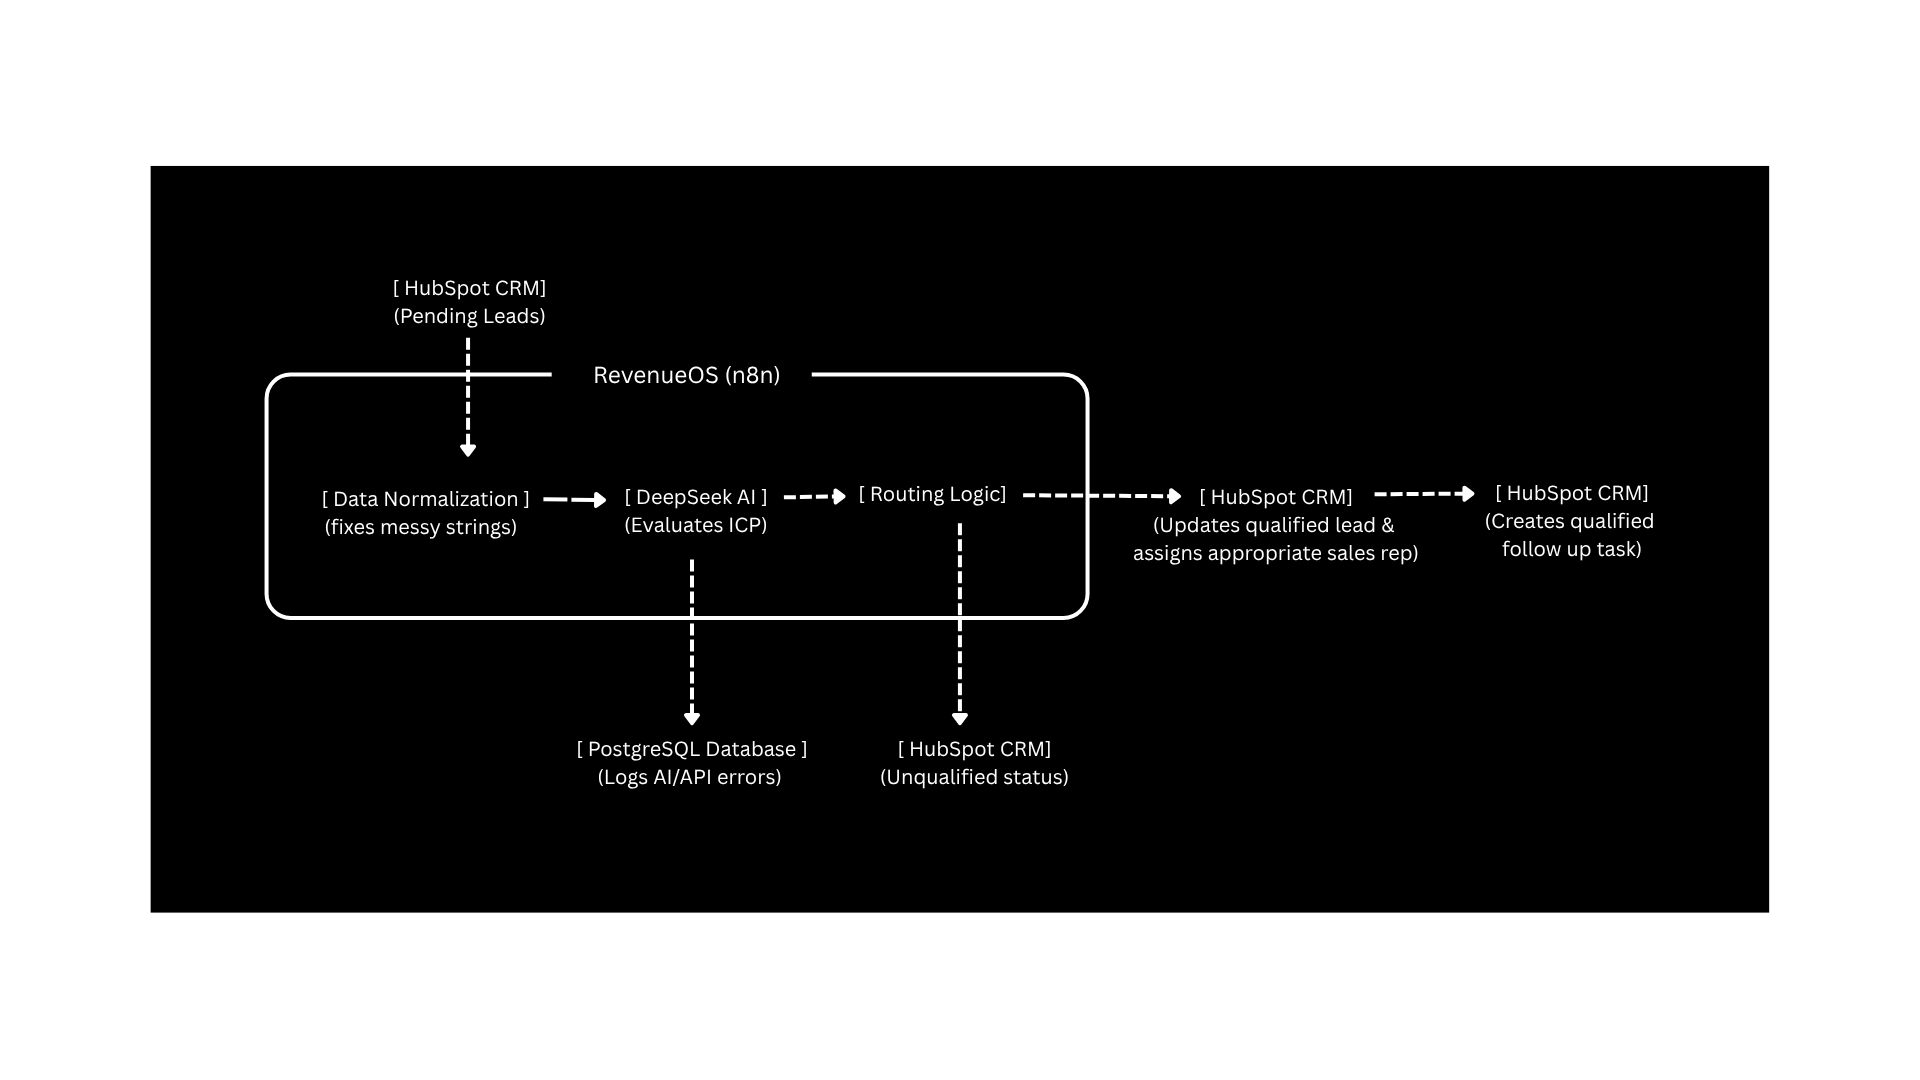 [ HubSpot CRM]
(Pending Leads)
RevenueOS (n8n)
[ Data Normalization ]
(fixes messy strings)
[ DeepSeek AI ]
(Evaluates ICP)
[ Routing Logic]
[ HubSpot CRM]
(Updates qualified lead &
assigns appropriate sales rep)
[ HubSpot CRM]
(Creates qualified
follow up task)
[ PostgreSQL Database ]
(Logs AI/API errors)
[ HubSpot CRM]
(Unqualified status)